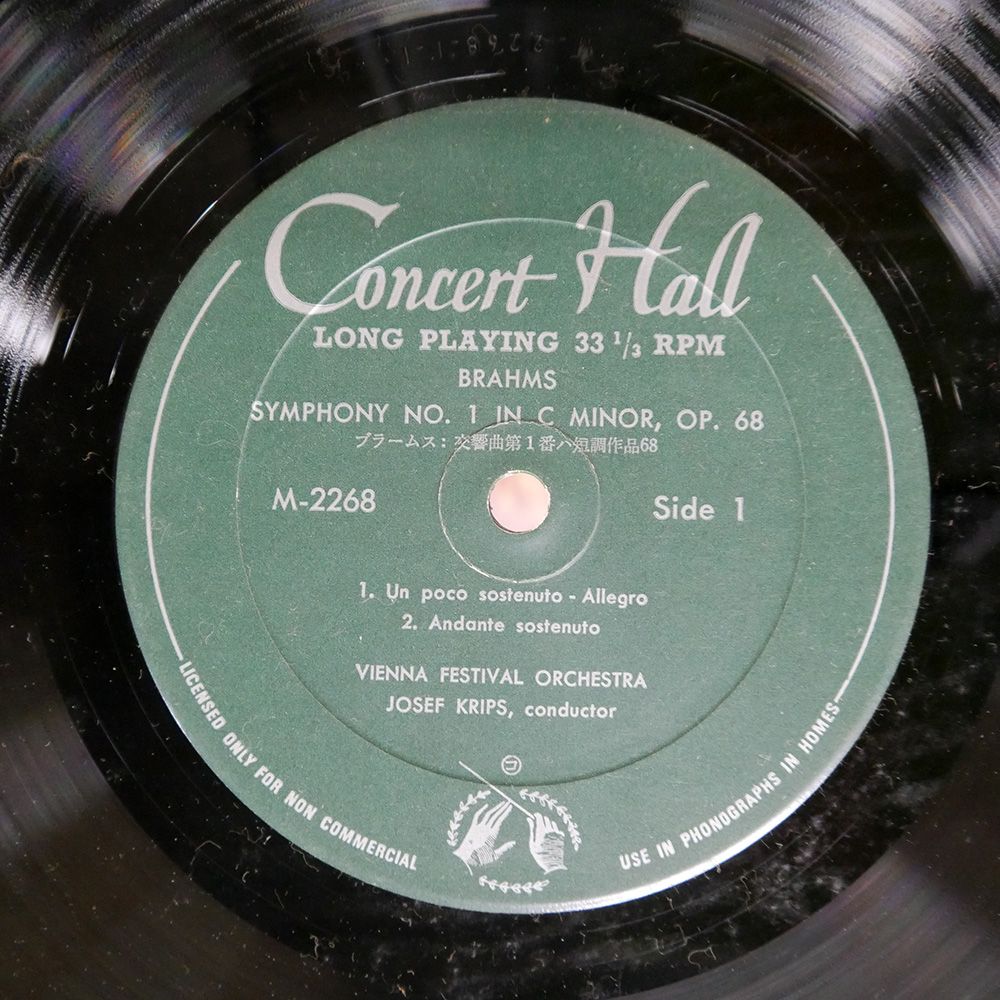 Concert Hall
LONG PLAYING 33 1/3 RPM
BRAHMS
SYMPHONY NO. 1 IN C MINOR, OP. 68
ブラームス：交響曲第1番ハ短調作品68
M-2268
Side 1
1. Un poco sostenuto - Allegro
2. Andante sostenuto
VIENNA FESTIVAL ORCHESTRA
JOSEF KRIPS, conductor
㋙
LICENSED ONLY FOR NON COMMERCIAL
USE IN PHONOGRAPHS IN HOMES